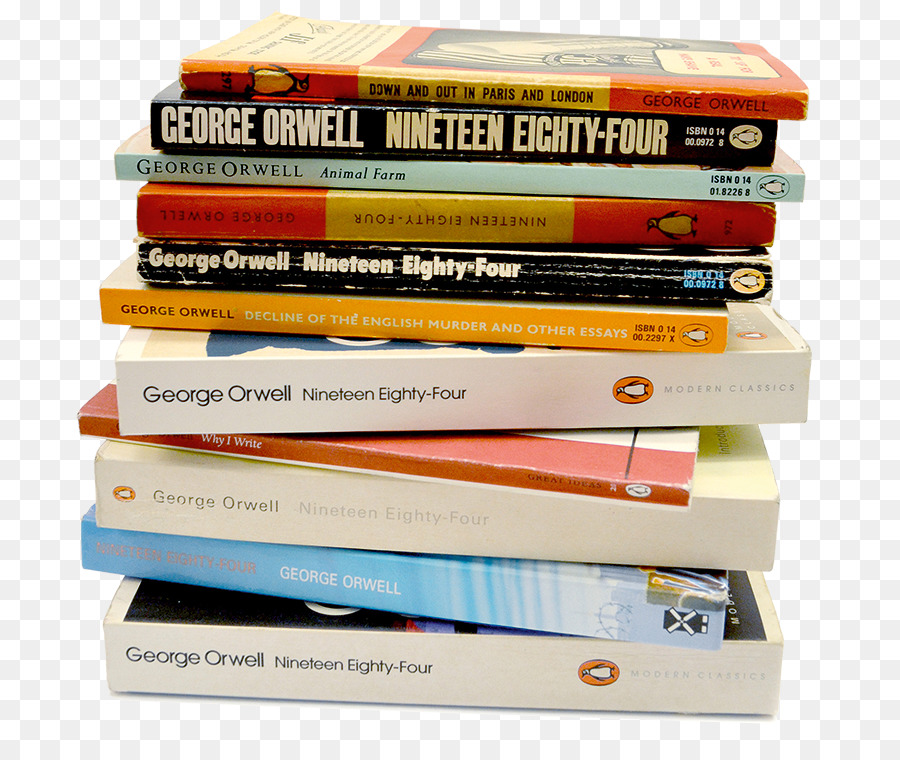 DOWN AND OUT IN PARIS AND LONDON GEORGE ORWELL
GEORGE ORWELL NINETEEN EIGHTY-FOUR ISBN 0 14
00.0972 8
GEORGE ORWELL Animal Farm ISBN 0 14
01.8226 8
GEORGE ORWELL NINETEEN EIGHTY-FOUR 972
George Orwell Nineteen Eighty-Four ISBN 0 14
00.0972 8
GEORGE ORWELL DECLINE OF THE ENGLISH MURDER AND OTHER ESSAYS ISBN 0 14
00.2297 X
George Orwell Nineteen Eighty-Four MODERN CLASSICS
Why I Write GREAT IDEAS
George Orwell Nineteen Eighty-Four
NINETEEN EIGHTY-FOUR GEORGE ORWELL
George Orwell Nineteen Eighty-Four MODERN CLASSICS